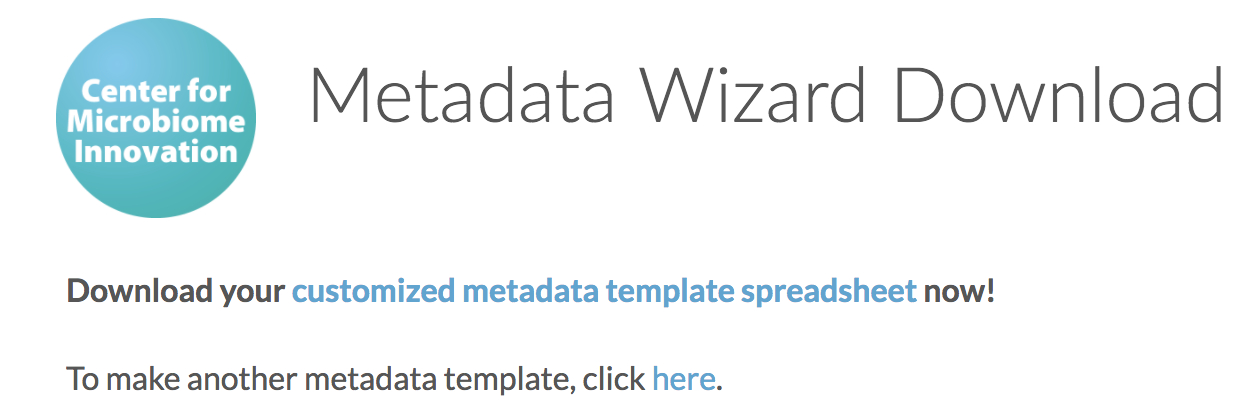 Center for
Microbiome
Innovation
Metadata Wizard Download
Download your customized metadata template spreadsheet now!
To make another metadata template, click here.